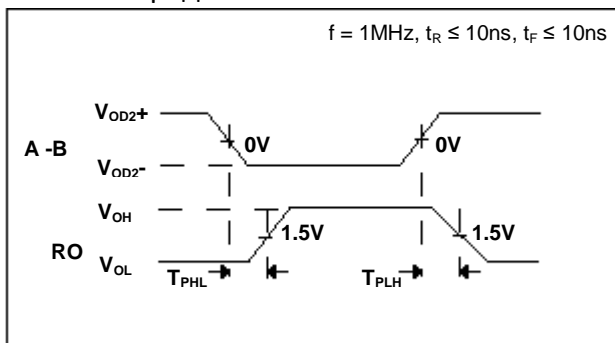 f = 1MHz, tR ≤ 10ns, tF ≤ 10ns
VOD2+
A -B
0V
0V
VOD2-
VOH
1.5V
1.5V
RO
VOL
TPHL
TPLH